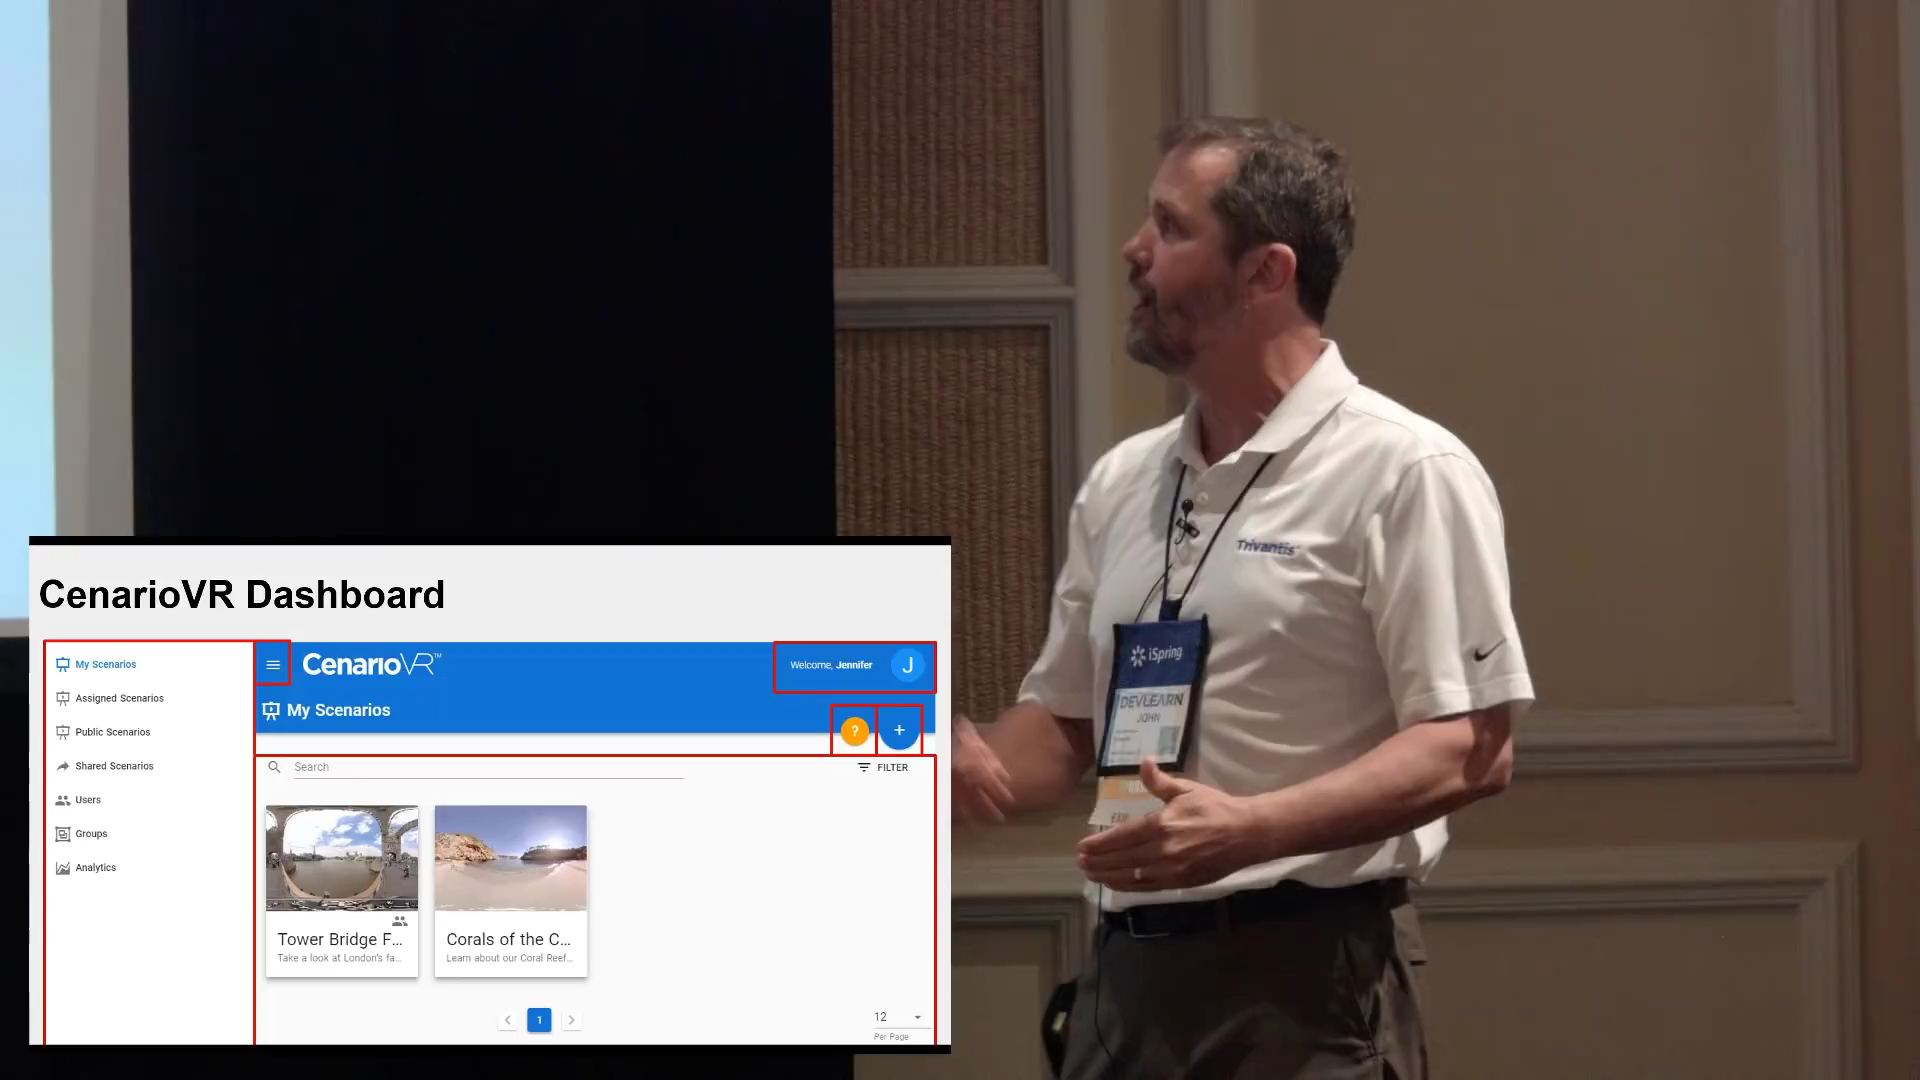 CenarioVR Dashboard
My Scenarios
Assigned Scenarios
Public Scenarios
Shared Scenarios
Users
Groups
Analytics
CenarioVR™
Welcome, Jennifer
J
My Scenarios
?
+
Search
FILTER
Tower Bridge F...
Take a look at London's fa...
Corals of the C...
Learn about our Coral Reef...
1
12
Per Page
Trivantis
iSpring
DEVLEARN
JOHN